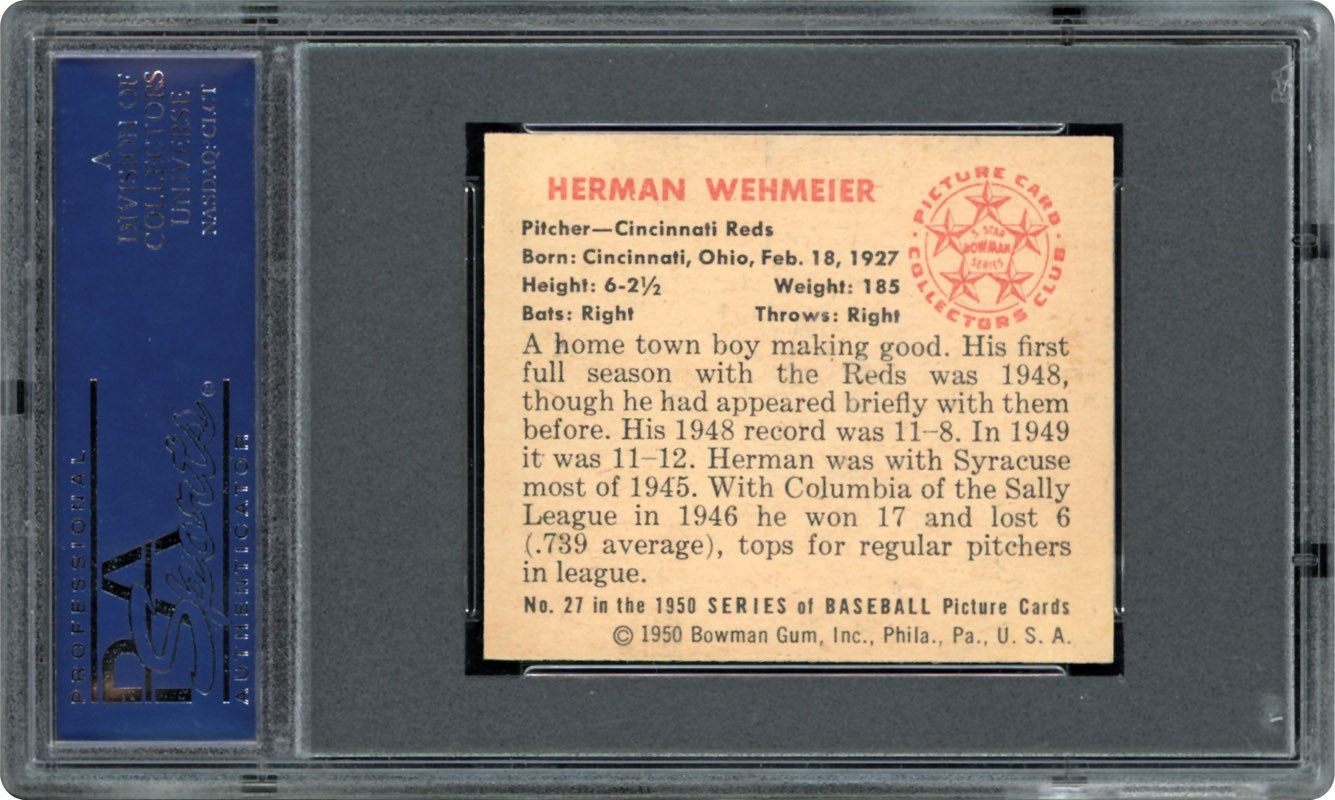 A
DIVISION OF
COLLECTORS
UNIVERSE
NASDAQ: CLCT
PROFESSIONAL
PSA
Sports®
AUTHENTICATOR
HERMAN WEHMEIER
Pitcher—Cincinnati Reds
Born: Cincinnati, Ohio, Feb. 18, 1927
Height: 6-2½ Weight: 185
Bats: Right Throws: Right
PICTURE CARD
COLLECTORS CLUB
5 STAR
BOWMAN
SERIES
A home town boy making good. His first
full season with the Reds was 1948,
though he had appeared briefly with them
before. His 1948 record was 11–8. In 1949
it was 11–12. Herman was with Syracuse
most of 1945. With Columbia of the Sally
League in 1946 he won 17 and lost 6
(.739 average), tops for regular pitchers
in league.
No. 27 in the 1950 SERIES of BASEBALL Picture Cards
© 1950 Bowman Gum, Inc., Phila., Pa., U. S. A.